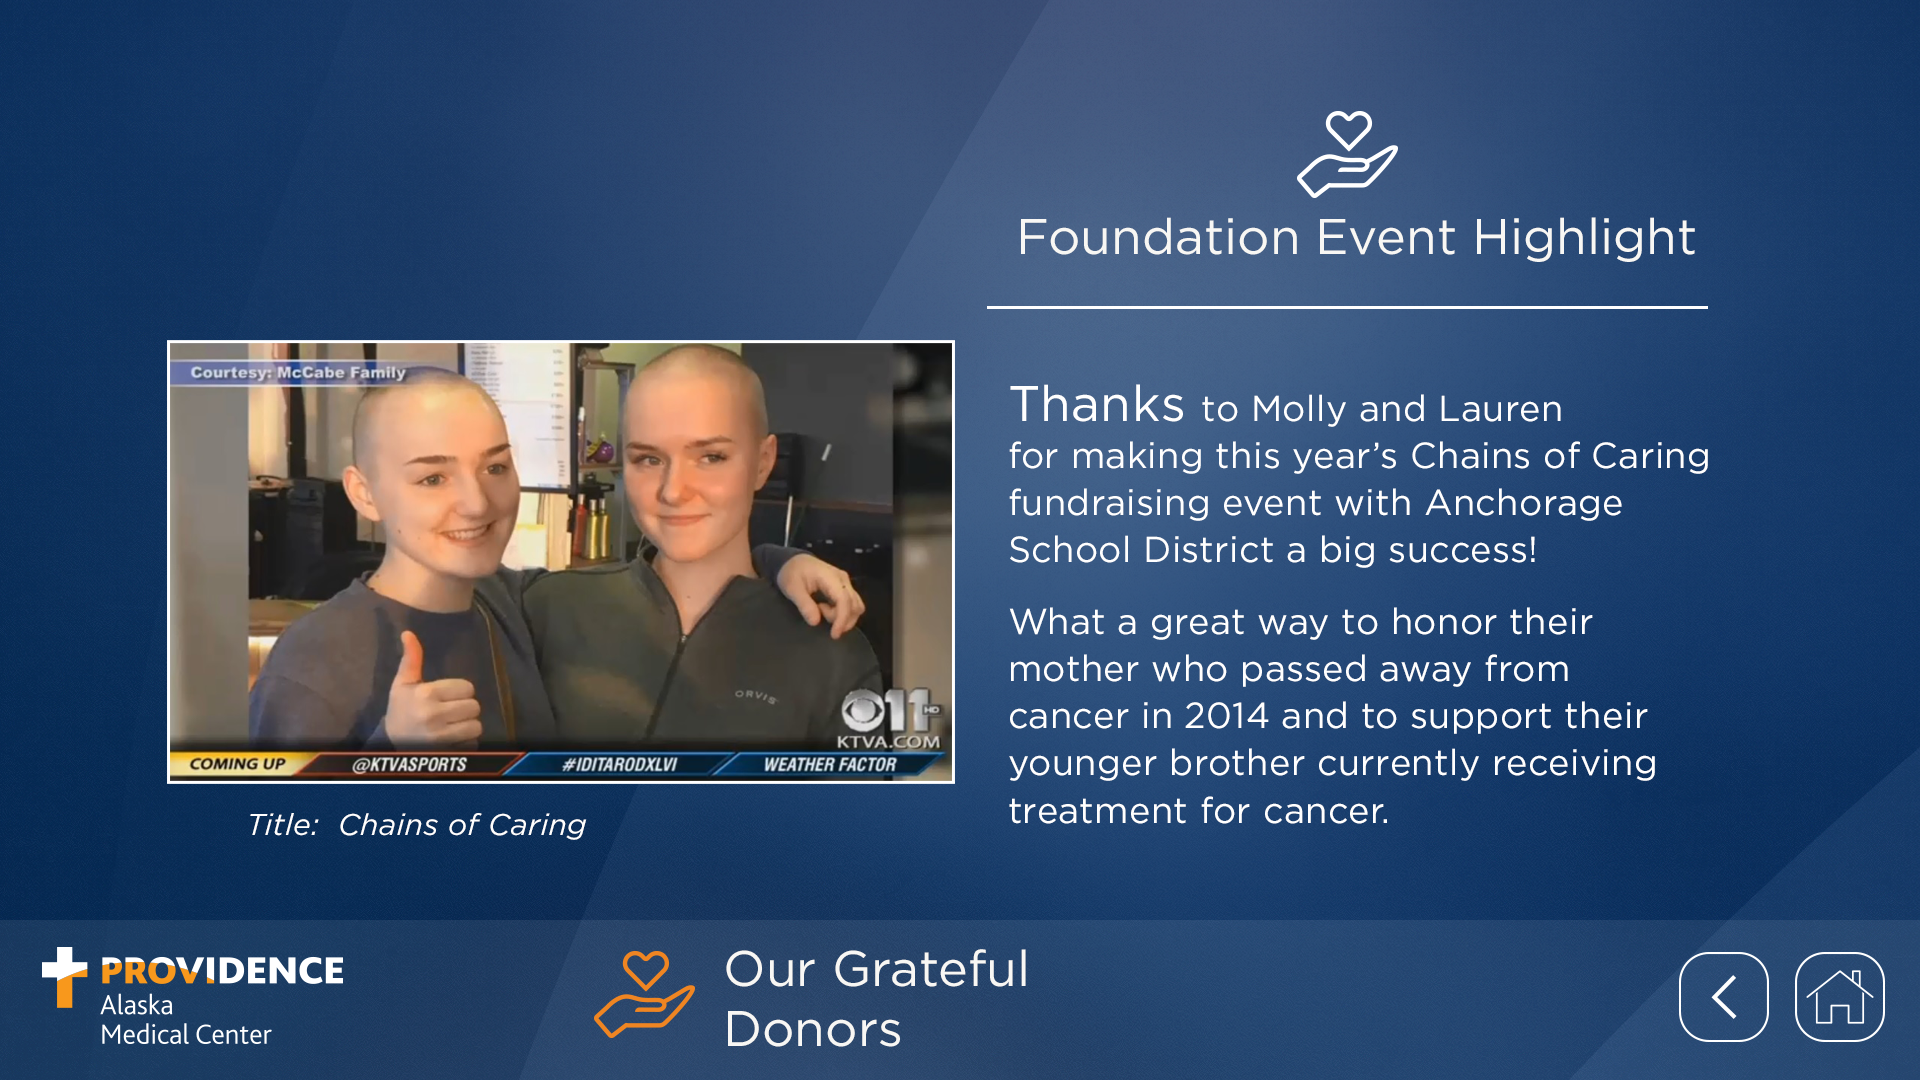 Foundation Event Highlight
Courtesy: McCabe Family
ORVIS
11 HD
KTVA.COM
COMING UP @KTVASPORTS #IDITARODXLVI WEATHER FACTOR
Title: Chains of Caring
Thanks to Molly and Lauren
for making this year’s Chains of Caring
fundraising event with Anchorage
School District a big success!
What a great way to honor their
mother who passed away from
cancer in 2014 and to support their
younger brother currently receiving
treatment for cancer.
PROVIDENCE
Alaska
Medical Center
Our Grateful
Donors